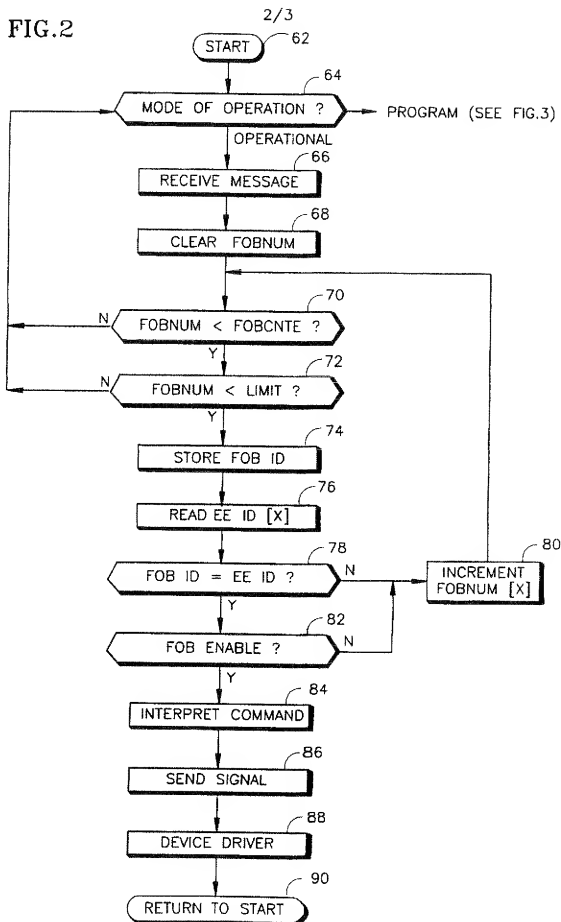 2/3
FIG.2
START
62
64
MODE OF OPERATION ?
PROGRAM (SEE FIG.3)
OPERATIONAL
66
RECEIVE MESSAGE
68
CLEAR FOBNUM
70
N
FOBNUM < FOBCNTE ?
Y
72
N
FOBNUM < LIMIT ?
Y
74
STORE FOB ID
76
READ EE ID [X]
78
FOB ID = EE ID ?
N
80
INCREMENT
FOBNUM [X]
Y
82
FOB ENABLE ?
N
Y
84
INTERPRET COMMAND
86
SEND SIGNAL
88
DEVICE DRIVER
90
RETURN TO START